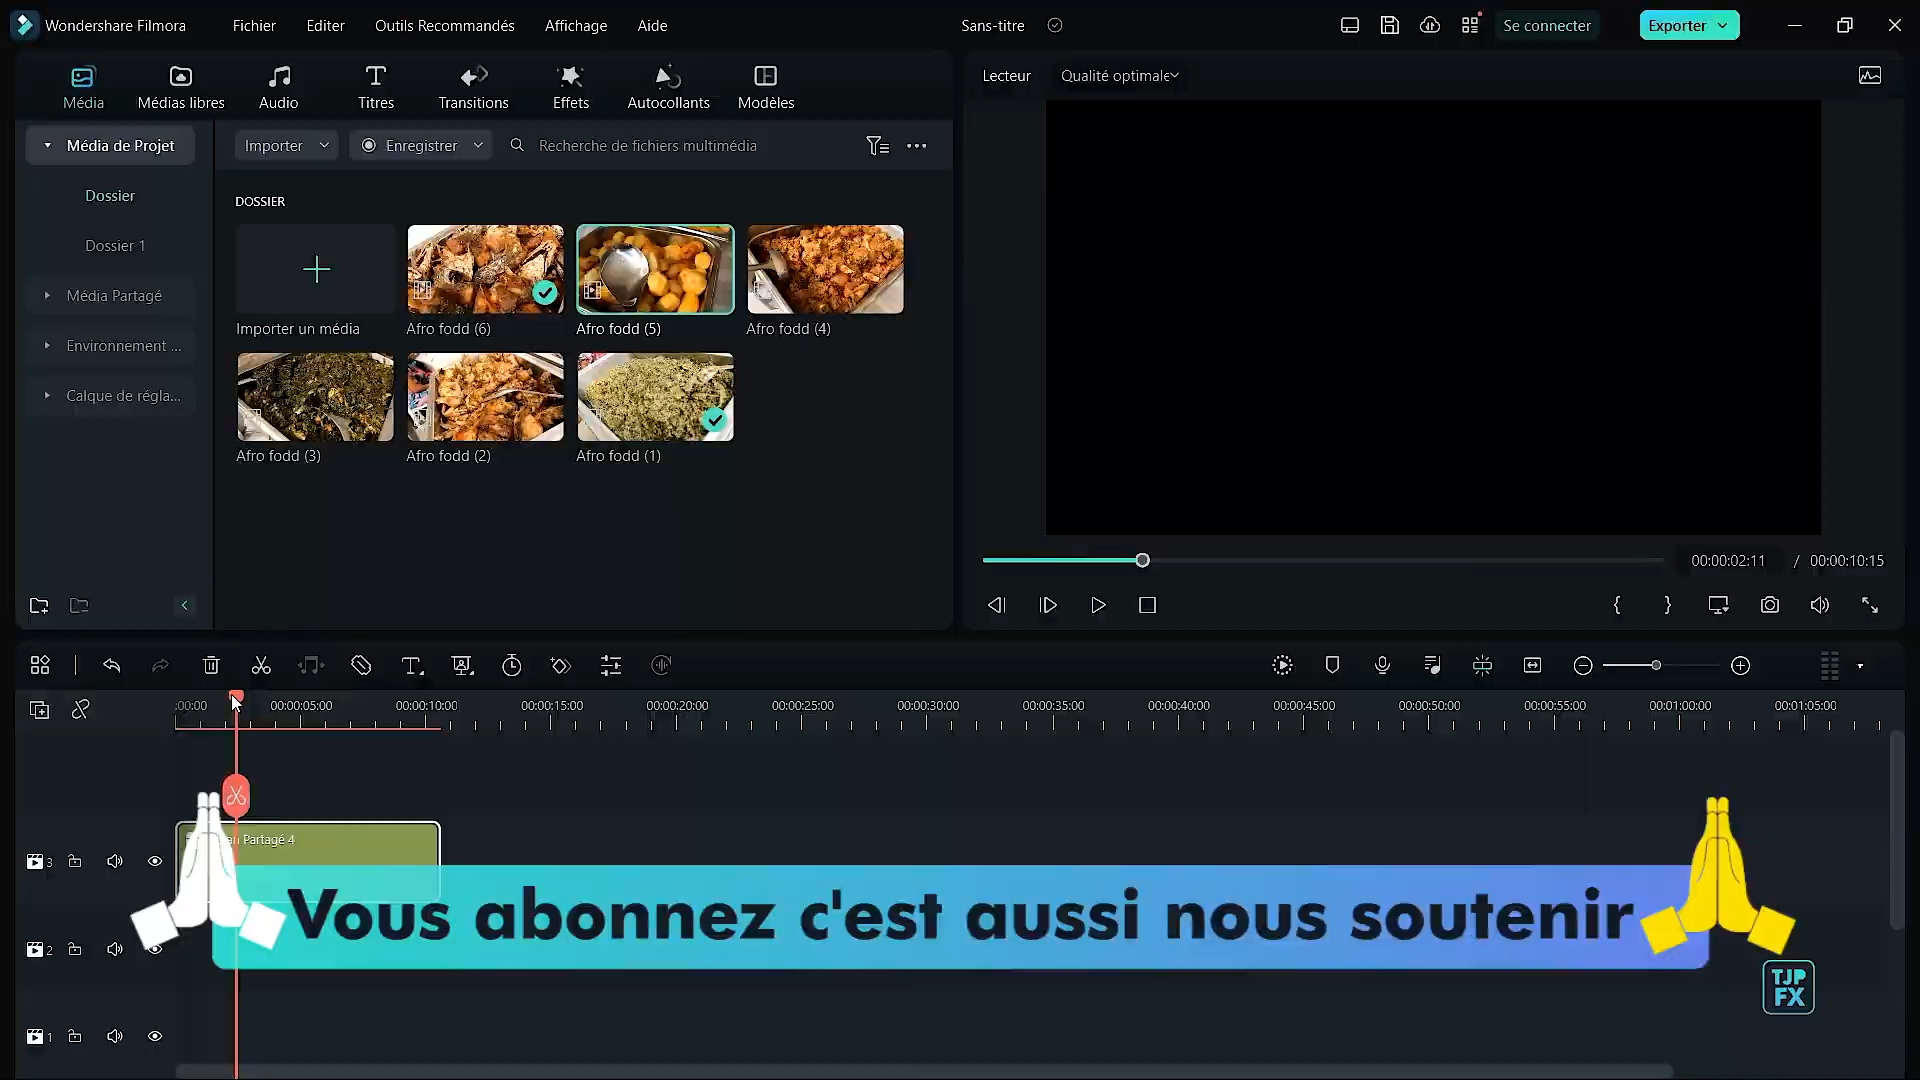 Wondershare Filmora
Fichier
Editer
Outils Recommandés
Affichage
Aide
Sans-titre
Se connecter
Exporter
Média
Médias libres
Audio
Titres
Transitions
Effets
Autocollants
Modèles
Lecteur
Qualité optimale
Média de Projet
Dossier
Dossier 1
Média Partagé
Environnement ...
Calque de régla...
Importer
Enregistrer
Recherche de fichiers multimédia
DOSSIER
Importer un média
Afro fodd (6)
Afro fodd (5)
Afro fodd (4)
Afro fodd (3)
Afro fodd (2)
Afro fodd (1)
00:00:02:11 / 00:00:10:15
:00:00 00:00:05:00 00:00:10:00 00:00:15:00 00:00:20:00 00:00:25:00 00:00:30:00 00:00:35:00 00:00:40:00 00:00:45:00 00:00:50:00 00:00:55:00 00:01:00:00 00:01:05:00
Partagé 4
3
Vous abonnez c'est aussi nous soutenir
2
TJP
FX
1